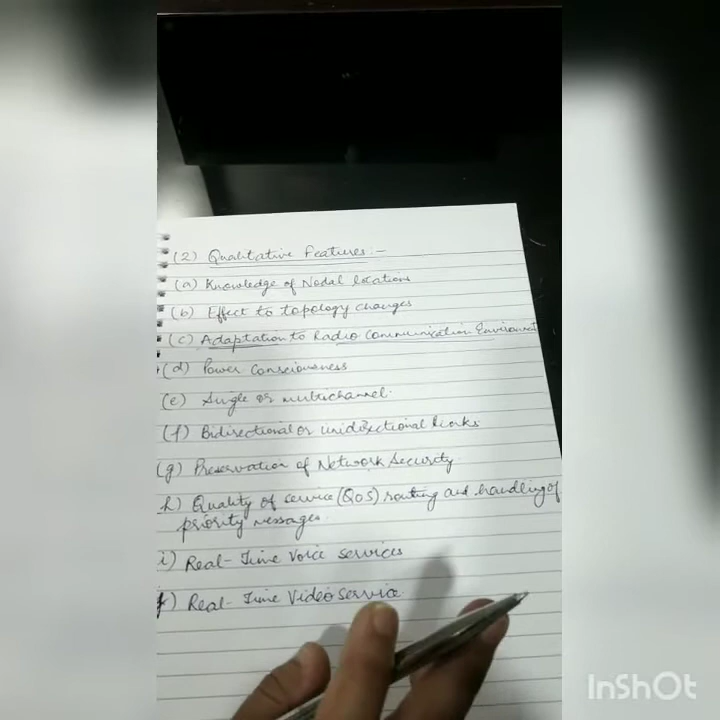 (2) Qualitative Features:-
(a) Knowledge of Nodal locations
(b) Effect to topology changes
(c) Adaptation to Radio Communication Environment
(d) Power Consciousness
(e) Single or multichannel.
(f) Bidirectional or unidirectional Links
(g) Preservation of Network Security
h) Quality of service (QOS) routing and handling of
priority messages.
i) Real-Time Voice services
) Real-Time Video Service
InShOt